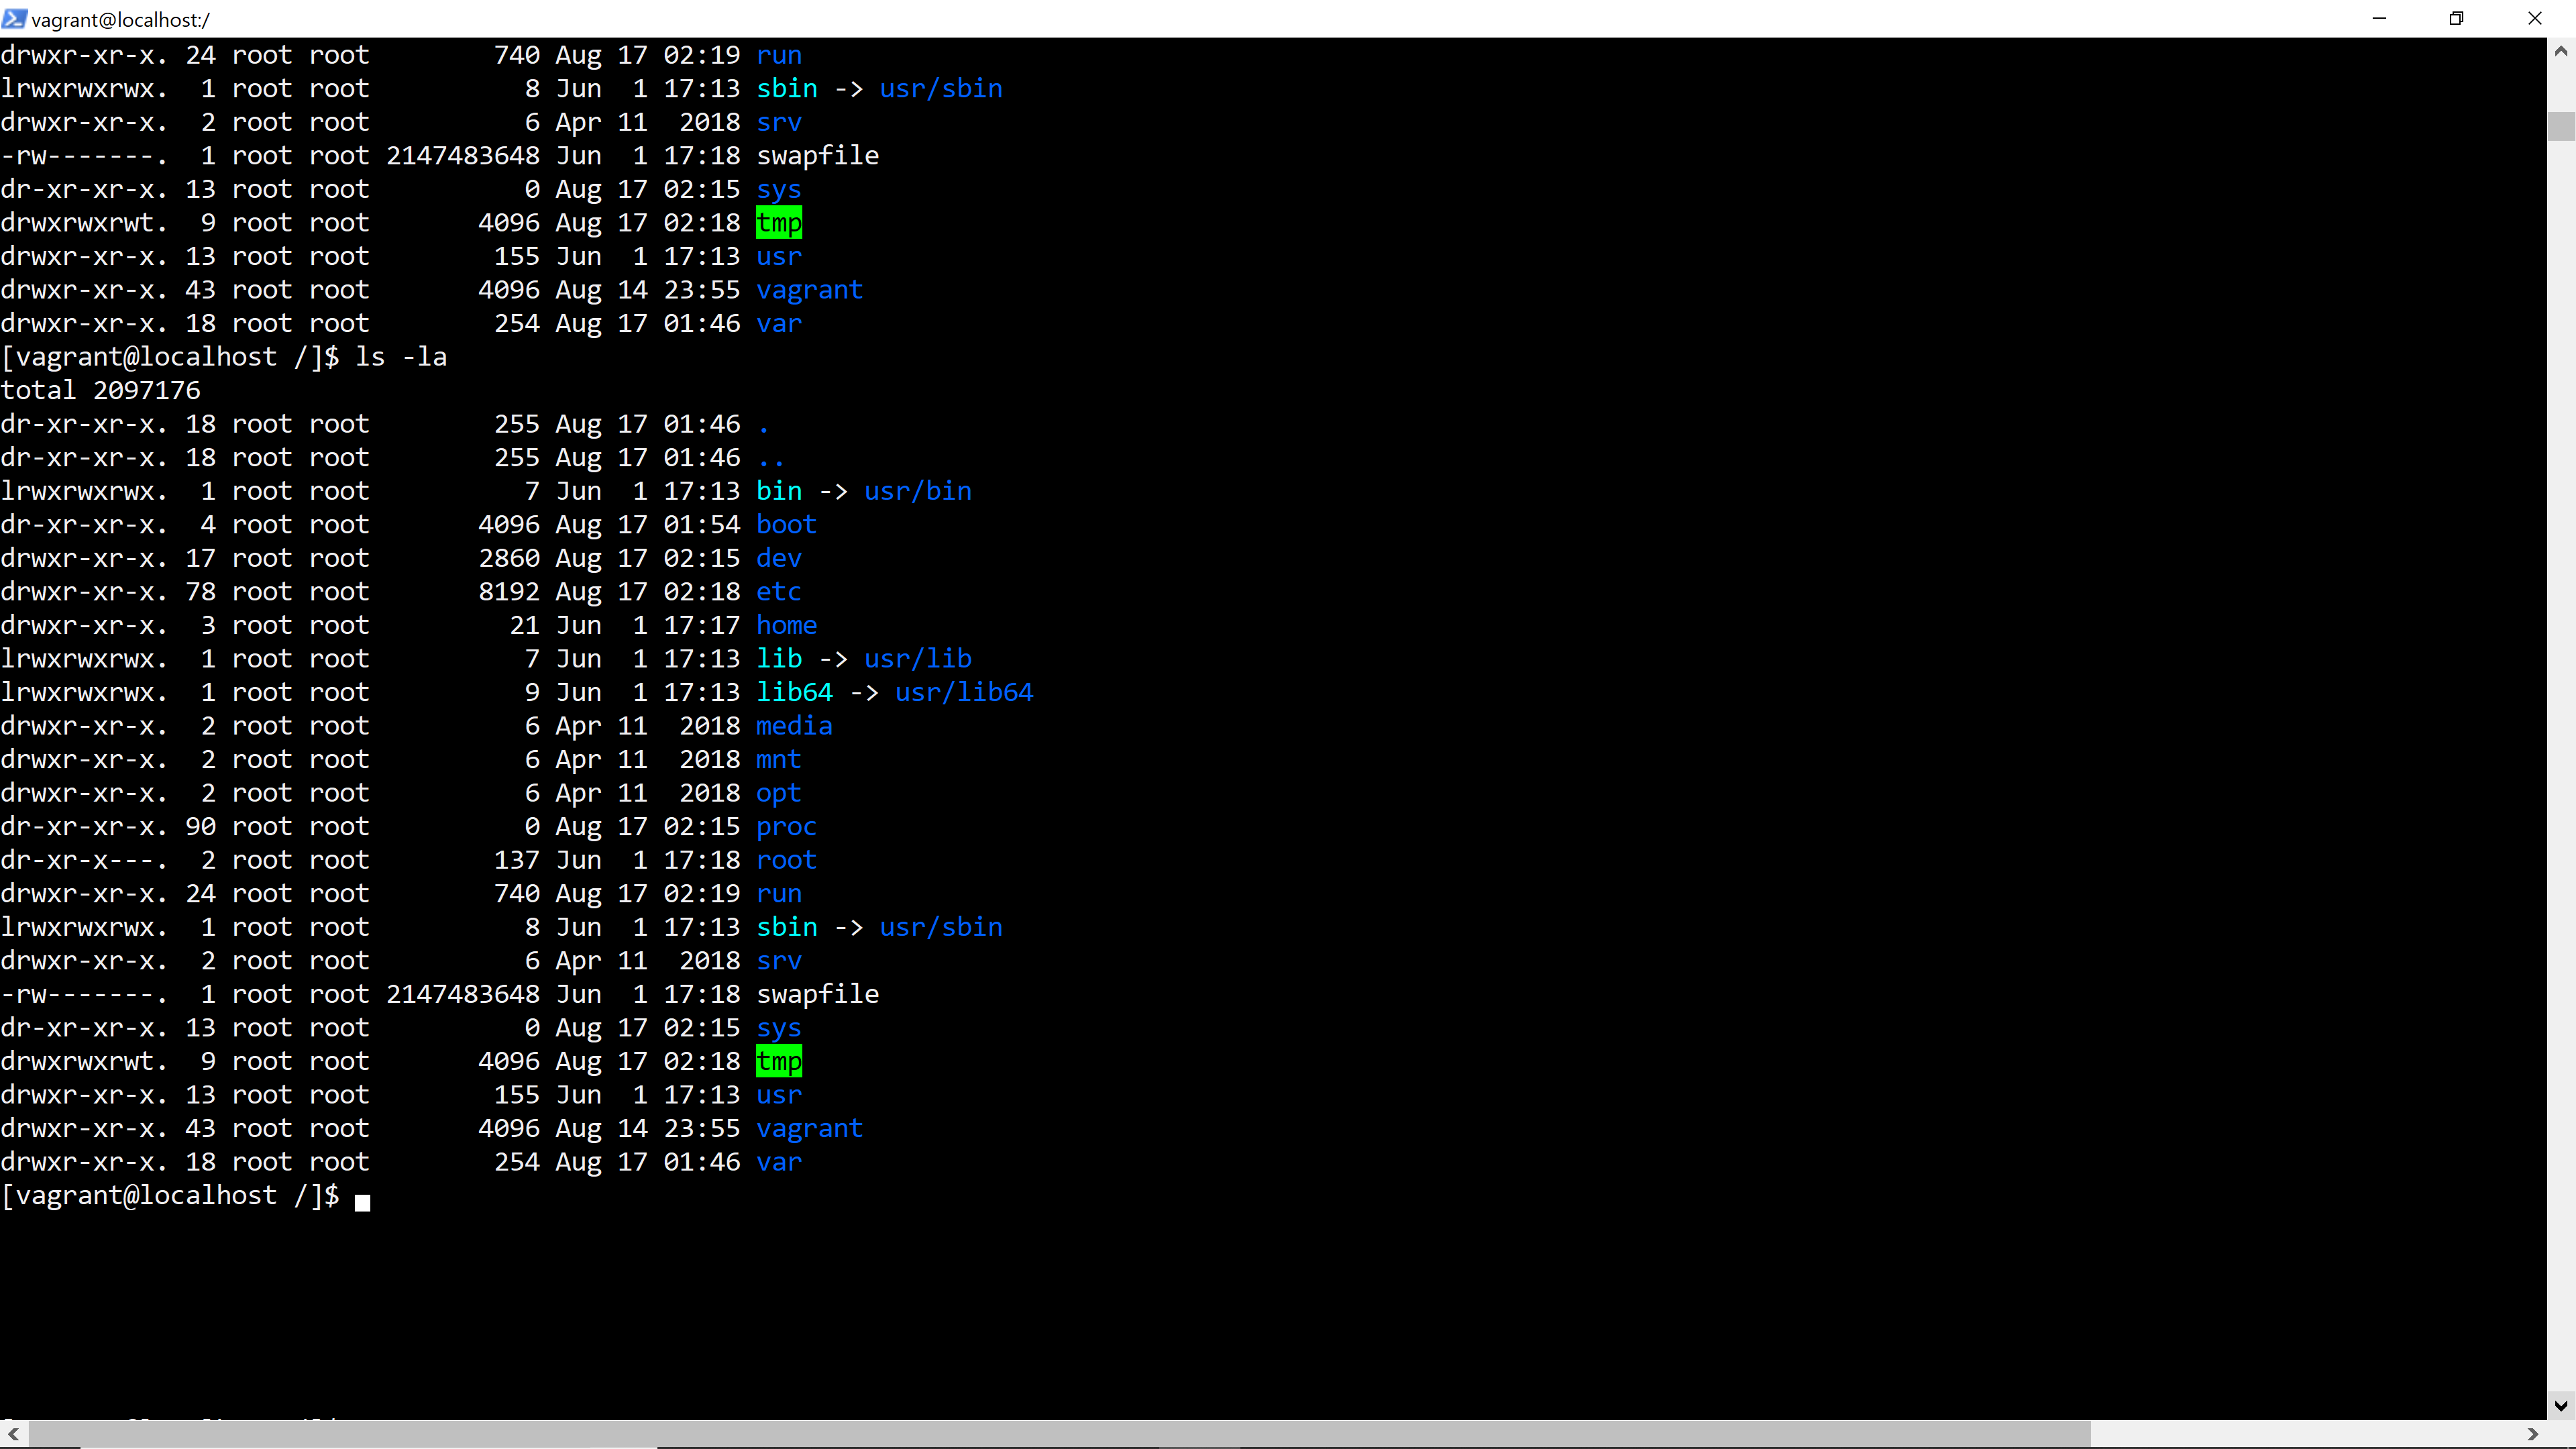 vagrant@localhost:/
drwxr-xr-x. 24 root root        740 Aug 17 02:19 run
lrwxrwxrwx.  1 root root          8 Jun  1 17:13 sbin -> usr/sbin
drwxr-xr-x.  2 root root          6 Apr 11  2018 srv
-rw-------.  1 root root 2147483648 Jun  1 17:18 swapfile
dr-xr-xr-x. 13 root root          0 Aug 17 02:15 sys
drwxrwxrwt.  9 root root       4096 Aug 17 02:18 tmp
drwxr-xr-x. 13 root root        155 Jun  1 17:13 usr
drwxr-xr-x. 43 root root       4096 Aug 14 23:55 vagrant
drwxr-xr-x. 18 root root        254 Aug 17 01:46 var
[vagrant@localhost /]$ ls -la
total 2097176
dr-xr-xr-x. 18 root root        255 Aug 17 01:46 .
dr-xr-xr-x. 18 root root        255 Aug 17 01:46 ..
lrwxrwxrwx.  1 root root          7 Jun  1 17:13 bin -> usr/bin
dr-xr-xr-x.  4 root root       4096 Aug 17 01:54 boot
drwxr-xr-x. 17 root root       2860 Aug 17 02:15 dev
drwxr-xr-x. 78 root root       8192 Aug 17 02:18 etc
drwxr-xr-x.  3 root root         21 Jun  1 17:17 home
lrwxrwxrwx.  1 root root          7 Jun  1 17:13 lib -> usr/lib
lrwxrwxrwx.  1 root root          9 Jun  1 17:13 lib64 -> usr/lib64
drwxr-xr-x.  2 root root          6 Apr 11  2018 media
drwxr-xr-x.  2 root root          6 Apr 11  2018 mnt
drwxr-xr-x.  2 root root          6 Apr 11  2018 opt
dr-xr-xr-x. 90 root root          0 Aug 17 02:15 proc
dr-xr-x---.  2 root root        137 Jun  1 17:18 root
drwxr-xr-x. 24 root root        740 Aug 17 02:19 run
lrwxrwxrwx.  1 root root          8 Jun  1 17:13 sbin -> usr/sbin
drwxr-xr-x.  2 root root          6 Apr 11  2018 srv
-rw-------.  1 root root 2147483648 Jun  1 17:18 swapfile
dr-xr-xr-x. 13 root root          0 Aug 17 02:15 sys
drwxrwxrwt.  9 root root       4096 Aug 17 02:18 tmp
drwxr-xr-x. 13 root root        155 Jun  1 17:13 usr
drwxr-xr-x. 43 root root       4096 Aug 14 23:55 vagrant
drwxr-xr-x. 18 root root        254 Aug 17 01:46 var
[vagrant@localhost /]$